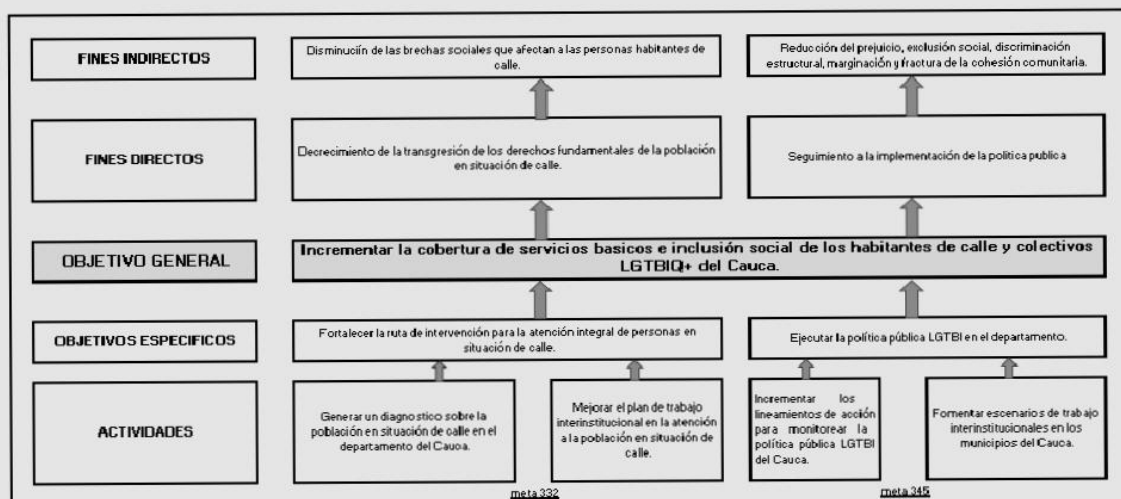 FINES INDIRECTOS
Disminuciín de las brechas sociales que afectan a las personas habitantes de
calle.
Reducción del prejuicio, exclusión social, discriminación
estructural, marginación y fractura de la cohesión comunitaria.
FINES DIRECTOS
Decrecimiento de la transgresión de los derechos fundamentales de la población
en situación de calle.
Seguimiento a la implementación de la politica publica
OBJETIVO GENERAL
Incrementar la cobertura de servicios basicos e inclusión social de los habitantes de calle y colectivos
LGTBIQ+ del Cauca.
OBJETIVOS ESPECIFICOS
Fortalecer la ruta de intervención para la atención integral de personas en
situación de calle.
Ejecutar la política pública LGTBI en el departamento.
ACTIVIDADES
Generar un diagnostico sobre la
población en situación de calle en el
departamento del Cauca.
Mejorar el plan de trabajo
interinstitucional en la atención
a la población en situación de
calle.
Incrementar los
lineamientos de acción
para monitorear la
política pública LGTBI
del Cauca.
Fomentar escenarios de trabajo
interinstitucionales en los
municipios del Cauca.
meta 332
meta 345